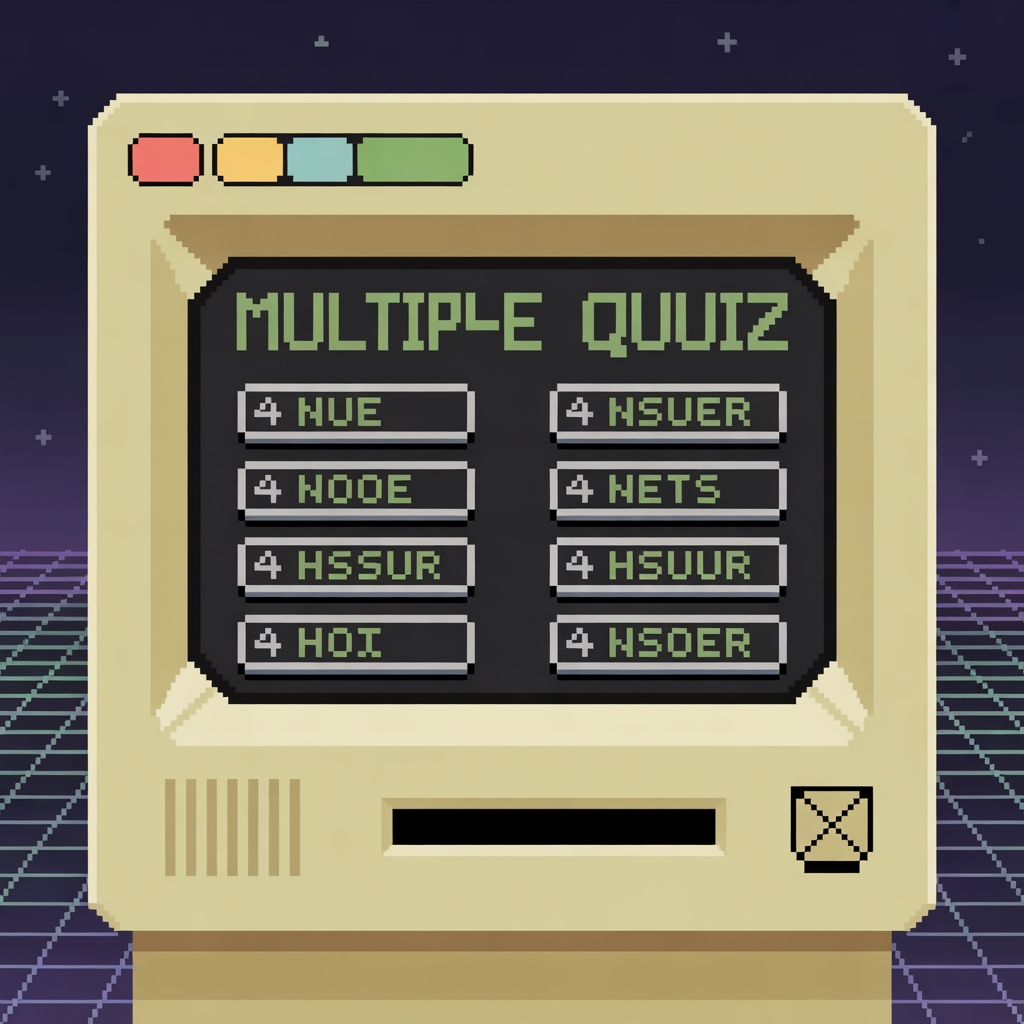 MULTIPLE QUUIZ
4 NUE
4 NSUER
4 NOOE
4 NETS
4 HSSUR
4 HSUUR
4 HOI
4 NSOER